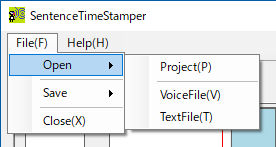 SentenceTimeStamper
File(F) Help(H)
Open
Save
Close(X)
Project(P)
VoiceFile(V)
TextFile(T)